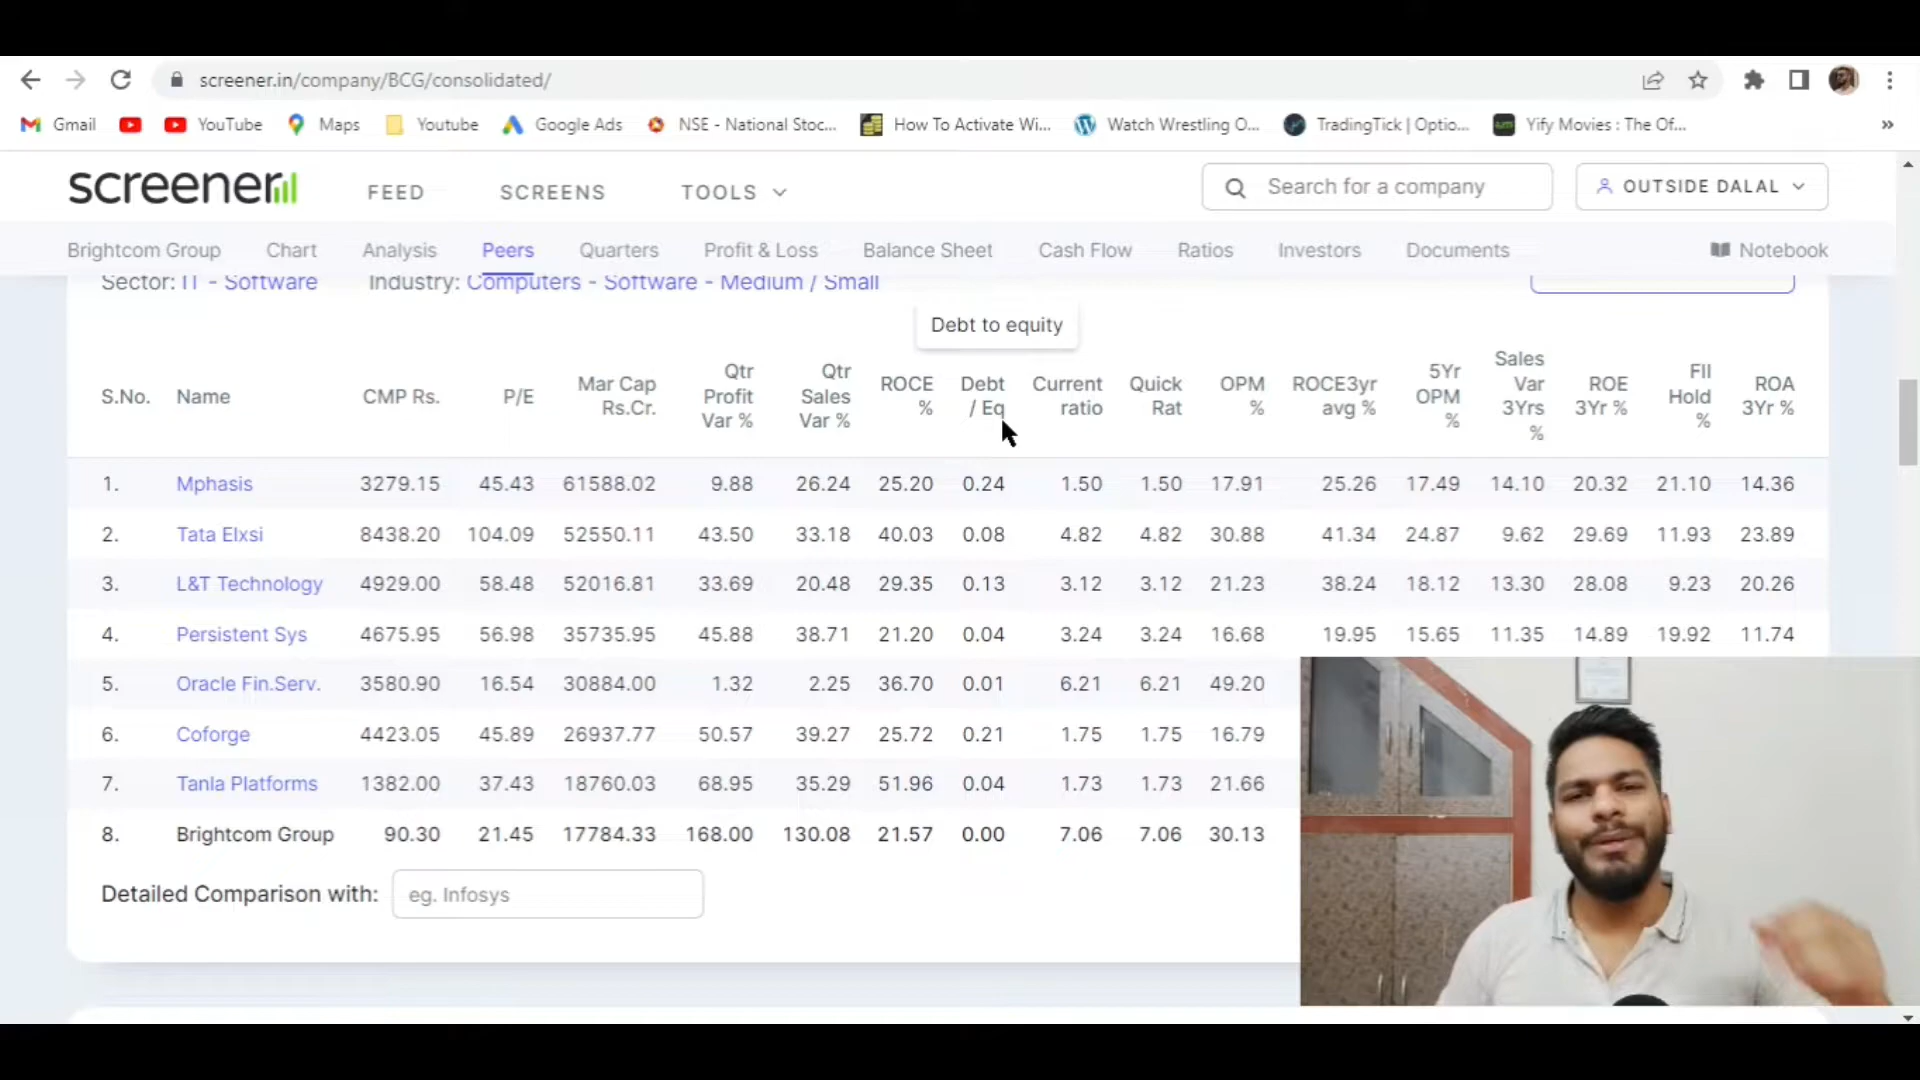 screener.in/company/BCG/consolidated/
Gmail YouTube Maps Youtube Google Ads NSE - National Stoc... How To Activate Wi... Watch Wrestling O... TradingTick | Optio... Yify Movies : The Of... »
screener FEED SCREENS TOOLS Search for a company OUTSIDE DALAL
Brightcom Group Chart Analysis Peers Quarters Profit & Loss Balance Sheet Cash Flow Ratios Investors Documents Notebook
Sector: IT - Software Industry: Computers - Software - Medium / Small
Debt to equity
S.No. Name CMP Rs. P/E Mar Cap Rs.Cr. Qtr Profit Var % Qtr Sales Var % ROCE % Debt / Eq Current ratio Quick Rat OPM % ROCE3yr avg % 5Yr OPM % Sales Var 3Yrs % ROE 3Yr % FII Hold % ROA 3Yr %
1. Mphasis 3279.15 45.43 61588.02 9.88 26.24 25.20 0.24 1.50 1.50 17.91 25.26 17.49 14.10 20.32 21.10 14.36
2. Tata Elxsi 8438.20 104.09 52550.11 43.50 33.18 40.03 0.08 4.82 4.82 30.88 41.34 24.87 9.62 29.69 11.93 23.89
3. L&T Technology 4929.00 58.48 52016.81 33.69 20.48 29.35 0.13 3.12 3.12 21.23 38.24 18.12 13.30 28.08 9.23 20.26
4. Persistent Sys 4675.95 56.98 35735.95 45.88 38.71 21.20 0.04 3.24 3.24 16.68 19.95 15.65 11.35 14.89 19.92 11.74
5. Oracle Fin.Serv. 3580.90 16.54 30884.00 1.32 2.25 36.70 0.01 6.21 6.21 49.20
6. Coforge 4423.05 45.89 26937.77 50.57 39.27 25.72 0.21 1.75 1.75 16.79
7. Tanla Platforms 1382.00 37.43 18760.03 68.95 35.29 51.96 0.04 1.73 1.73 21.66
8. Brightcom Group 90.30 21.45 17784.33 168.00 130.08 21.57 0.00 7.06 7.06 30.13
Detailed Comparison with: eg. Infosys